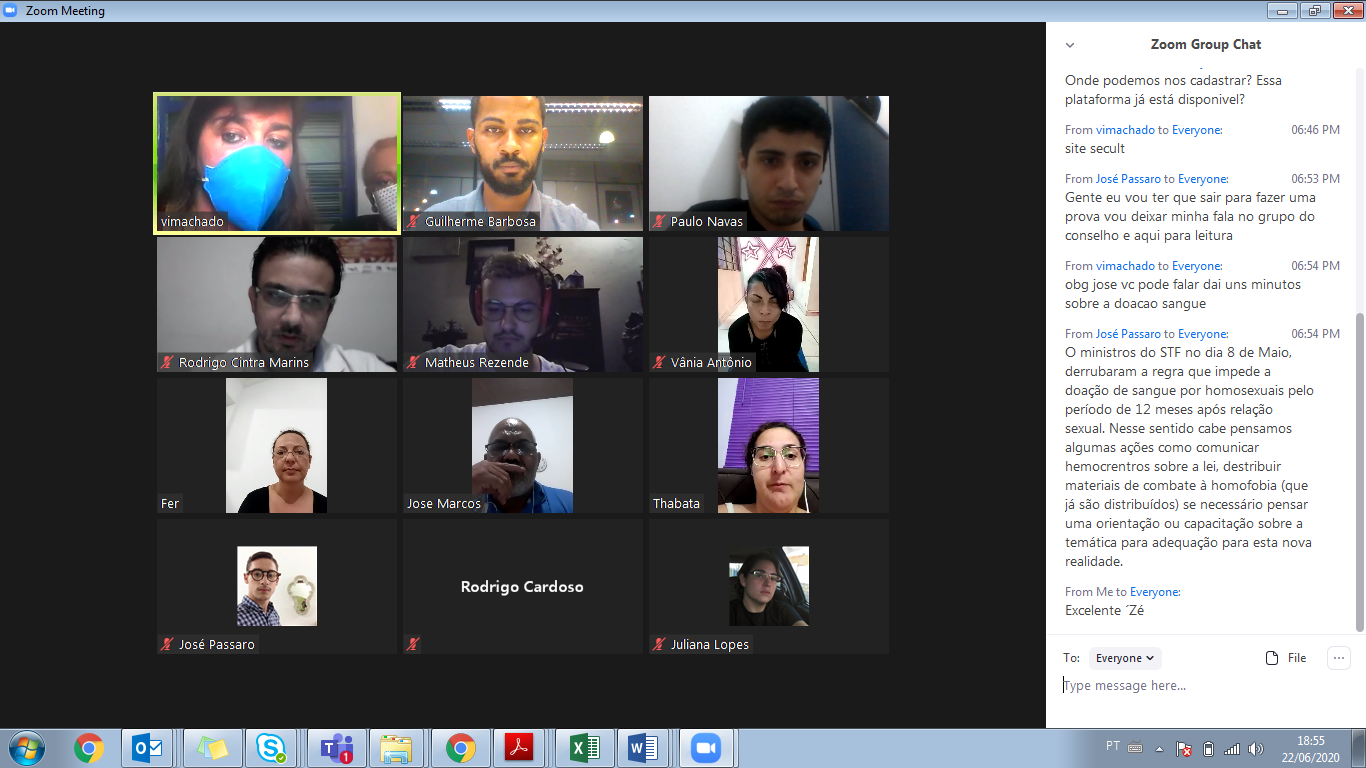 Zoom Meeting
vimachado
Guilherme Barbosa
Paulo Navas
Rodrigo Cintra Marins
Matheus Rezende
Vânia Antônio
Fer
Jose Marcos
Thabata
José Passaro
Rodrigo Cardoso
Juliana Lopes
Zoom Group Chat
Onde podemos nos cadastrar? Essa
plataforma já está disponivel?
From vimachado to Everyone: 06:46 PM
site secult
From José Passaro to Everyone: 06:53 PM
Gente eu vou ter que sair para fazer uma
prova vou deixar minha fala no grupo do
conselho e aqui para leitura
From vimachado to Everyone: 06:54 PM
obg jose vc pode falar dai uns minutos
sobre a doacao sangue
From José Passaro to Everyone: 06:54 PM
O ministros do STF no dia 8 de Maio,
derrubaram a regra que impede a
doação de sangue por homosexuais pelo
período de 12 meses após relação
sexual. Nesse sentido cabe pensamos
algumas ações como comunicar
hemocrentros sobre a lei, destribuir
materiais de combate à homofobia (que
já são distribuídos) se necessário pensar
uma orientação ou capacitação sobre a
temática para adequação para esta nova
realidade.
From Me to Everyone:
Excelente ´Zé
To: Everyone File
Type message here...
1
PT
18:55
22/06/2020